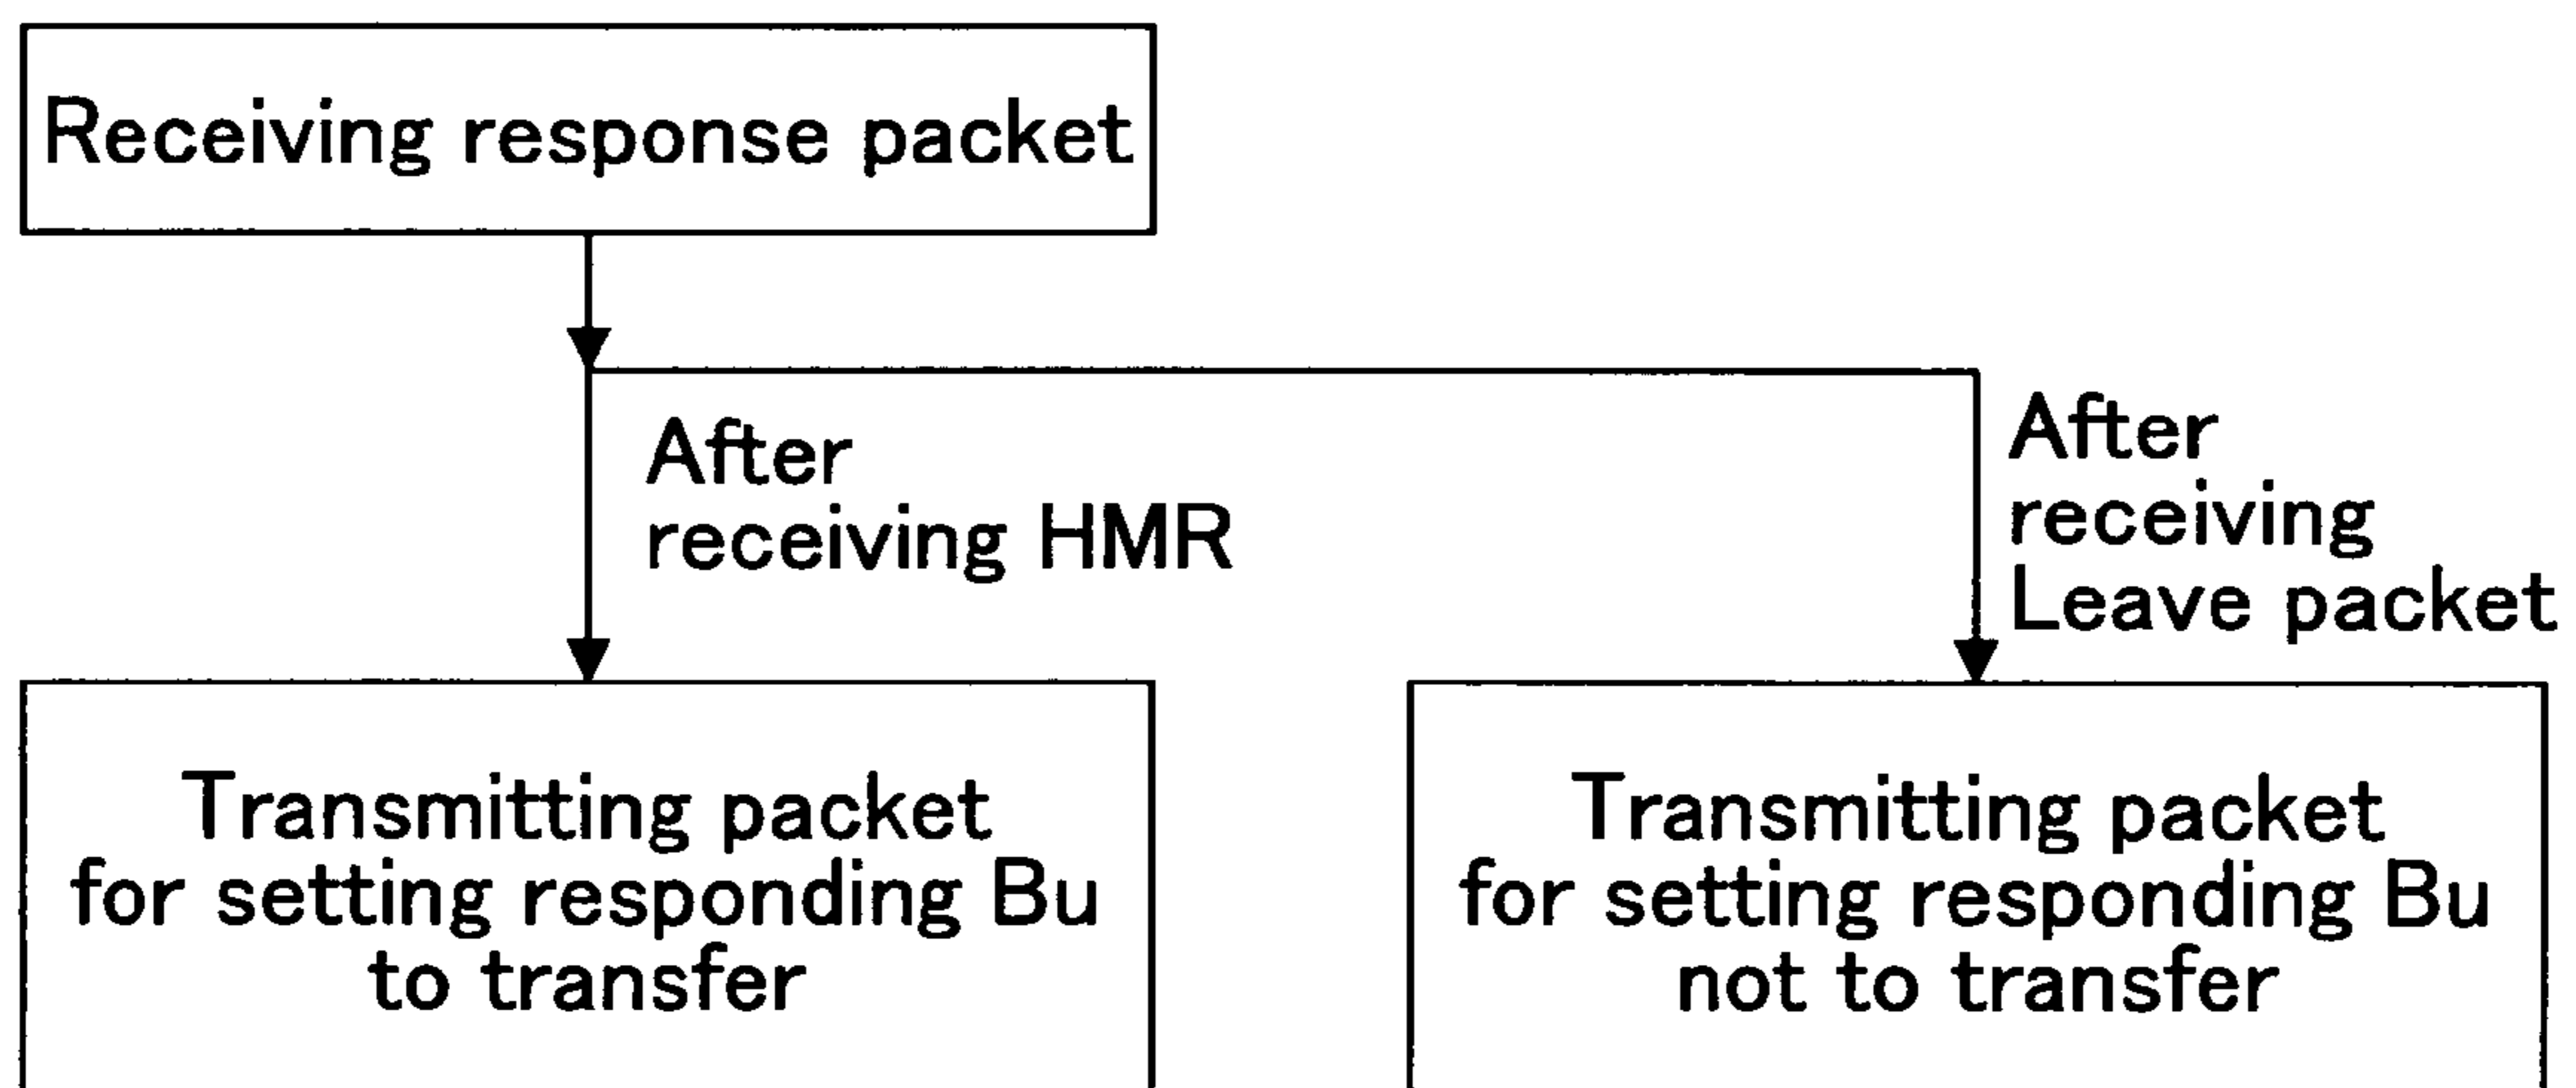 Receiving response packet
After
receiving HMR
After
receiving
Leave packet
Transmitting packet
for setting responding Bu
to transfer
Transmitting packet
for setting responding Bu
not to transfer